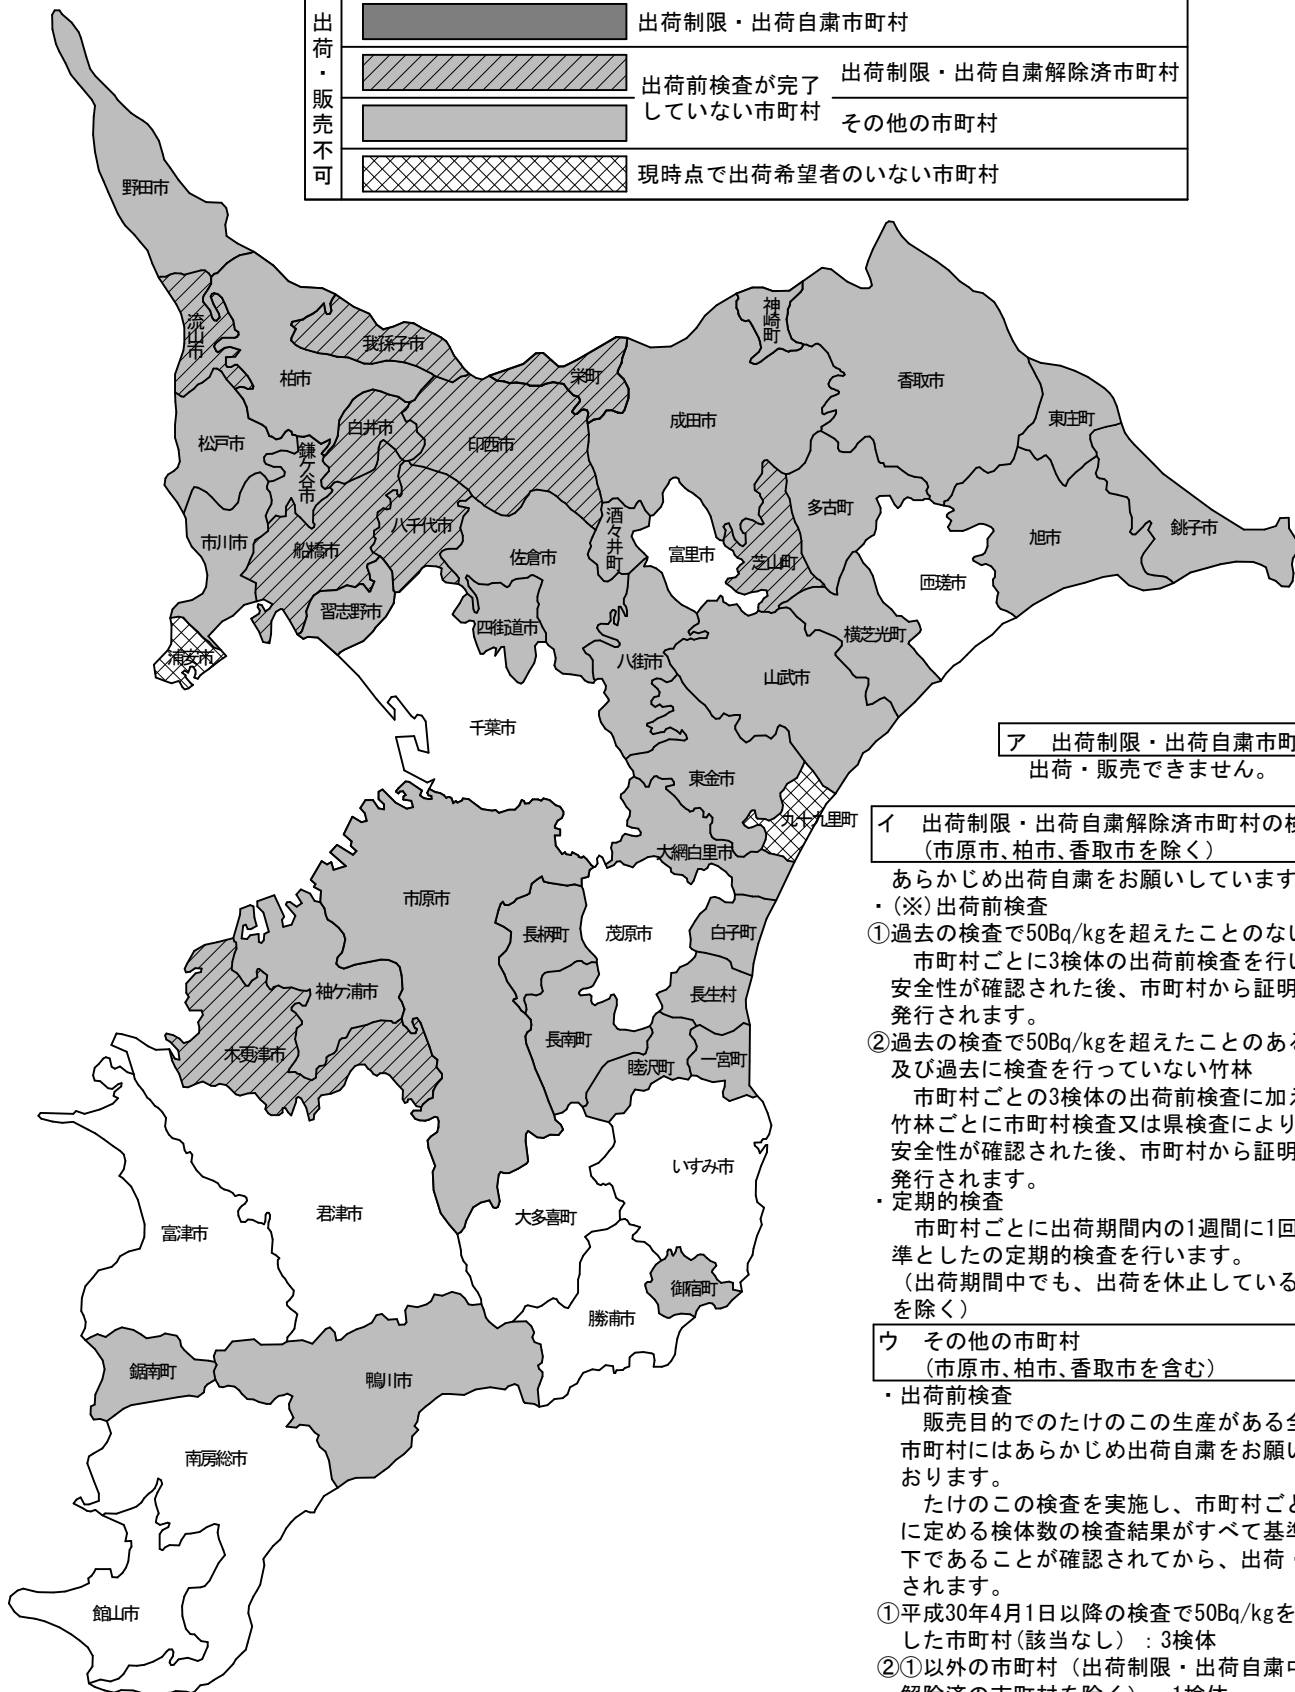 出荷・販売不可
出荷制限・出荷自粛市町村
出荷前検査が完了
していない市町村
出荷制限・出荷自粛解除済市町村
その他の市町村
現時点で出荷希望者のいない市町村
野田市
流山市
我孫子市
柏市
栄町
神崎町
香取市
成田市
東庄町
松戸市
鎌ケ谷市
白井市
印西市
多古町
銚子市
旭市
市川市
船橋市
八千代市
佐倉市
酒々井町
富里市
芝山町
匝瑳市
習志野市
四街道市
横芝光町
浦安市
八街市
山武市
千葉市
東金市
九十九里町
大網白里市
市原市
長柄町
茂原市
白子町
袖ケ浦市
長生村
木更津市
長南町
睦沢町
一宮町
いすみ市
富津市
君津市
大多喜町
御宿町
勝浦市
鋸南町
鴨川市
南房総市
館山市
ア　出荷制限・出荷自粛市町
出荷・販売できません。
イ　出荷制限・出荷自粛解除済市町村の検
(市原市、柏市、香取市を除く)
あらかじめ出荷自粛をお願いしています
・(※)出荷前検査
①過去の検査で50Bq/kgを超えたことのない
市町村ごとに3検体の出荷前検査を行い
安全性が確認された後、市町村から証明
発行されます。
②過去の検査で50Bq/kgを超えたことのある
及び過去に検査を行っていない竹林
市町村ごとの3検体の出荷前検査に加え
竹林ごとに市町村検査又は県検査により
安全性が確認された後、市町村から証明
発行されます。
・定期的検査
市町村ごとに出荷期間内の1週間に1回
準としたの定期的検査を行います。
（出荷期間中でも、出荷を休止している
を除く）
ウ　その他の市町村
(市原市、柏市、香取市を含む)
・出荷前検査
販売目的でのたけのこの生産がある全
市町村にはあらかじめ出荷自粛をお願い
おります。
たけのこの検査を実施し、市町村ごと
に定める検体数の検査結果がすべて基準
下であることが確認されてから、出荷・
されます。
①平成30年4月1日以降の検査で50Bq/kgを
した市町村(該当なし)：3検体
②①以外の市町村（出荷制限・出荷自粛中
解除済の市町村を除く）：1検体